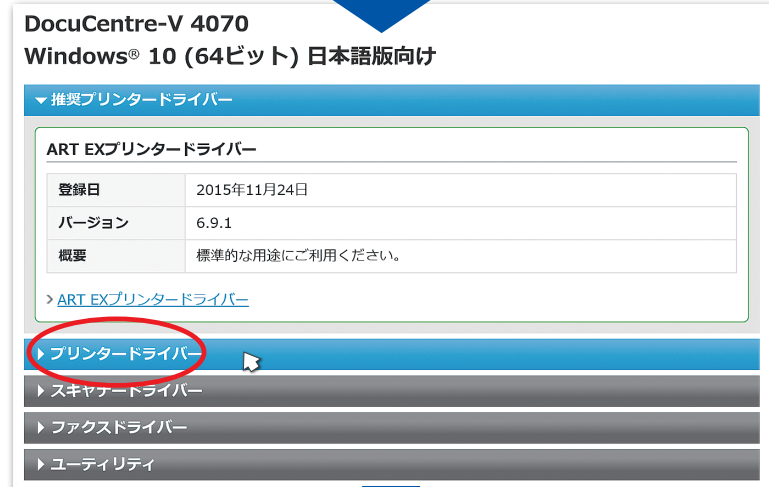 DocuCentre-V 4070
Windows® 10 (64ビット) 日本語版向け
推奨プリンタードライバー
ART EXプリンタードライバー
登録日 2015年11月24日
バージョン 6.9.1
概要 標準的な用途にご利用ください。
ART EXプリンタードライバー
プリンタードライバー
スキャナードライバー
ファクスドライバー
ユーティリティ